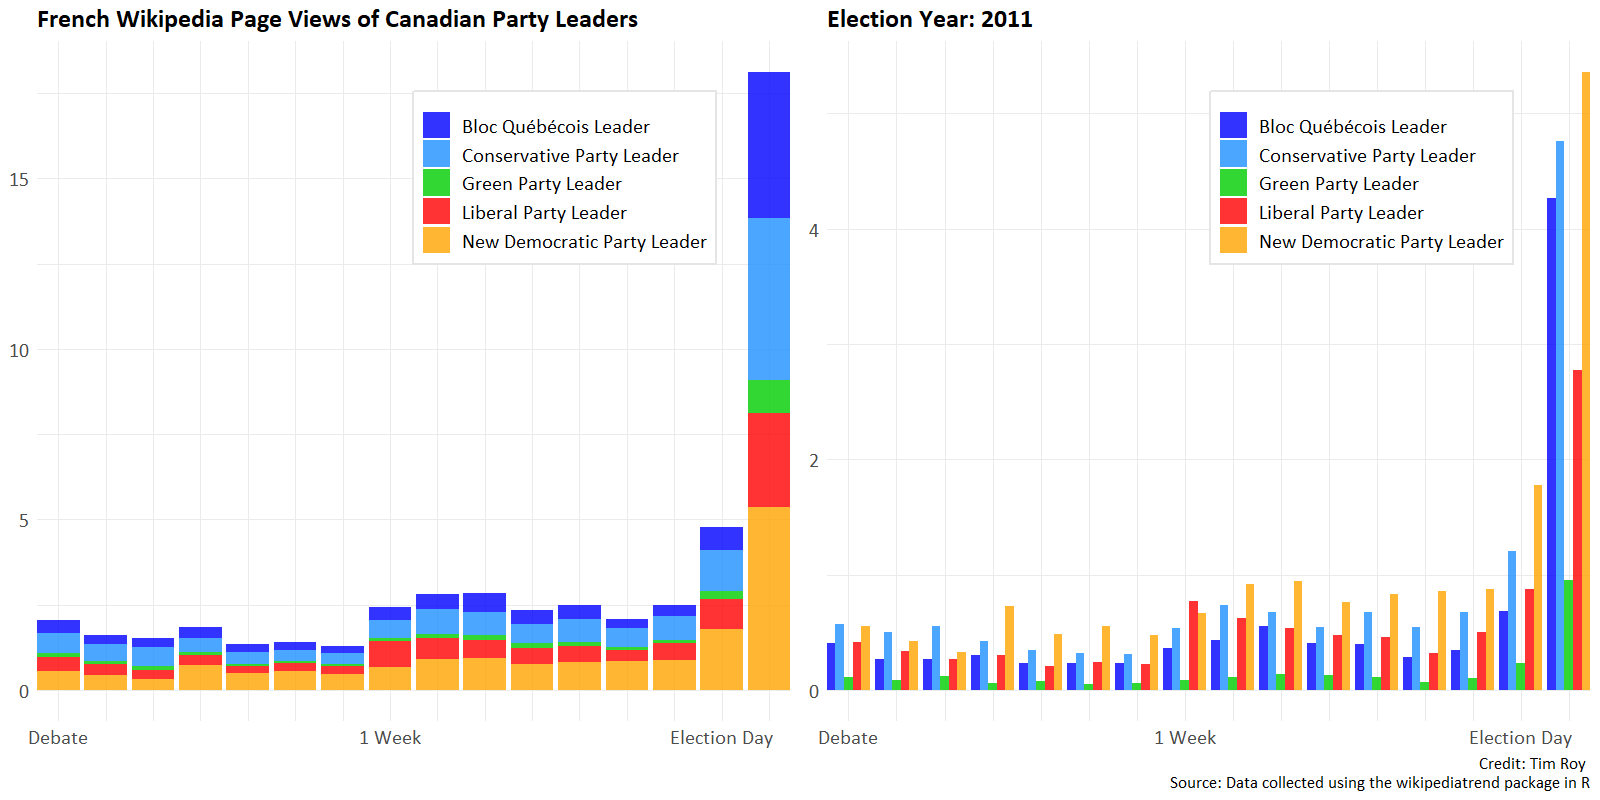 French Wikipedia Page Views of Canadian Party Leaders
Bloc Québécois Leader
Conservative Party Leader
Green Party Leader
Liberal Party Leader
New Democratic Party Leader
15
10
5
0
Debate
1 Week
Election Day
Election Year: 2011
Bloc Québécois Leader
Conservative Party Leader
Green Party Leader
Liberal Party Leader
New Democratic Party Leader
4
2
0
Debate
1 Week
Election Day
Credit: Tim Roy
Source: Data collected using the wikipediatrend package in R